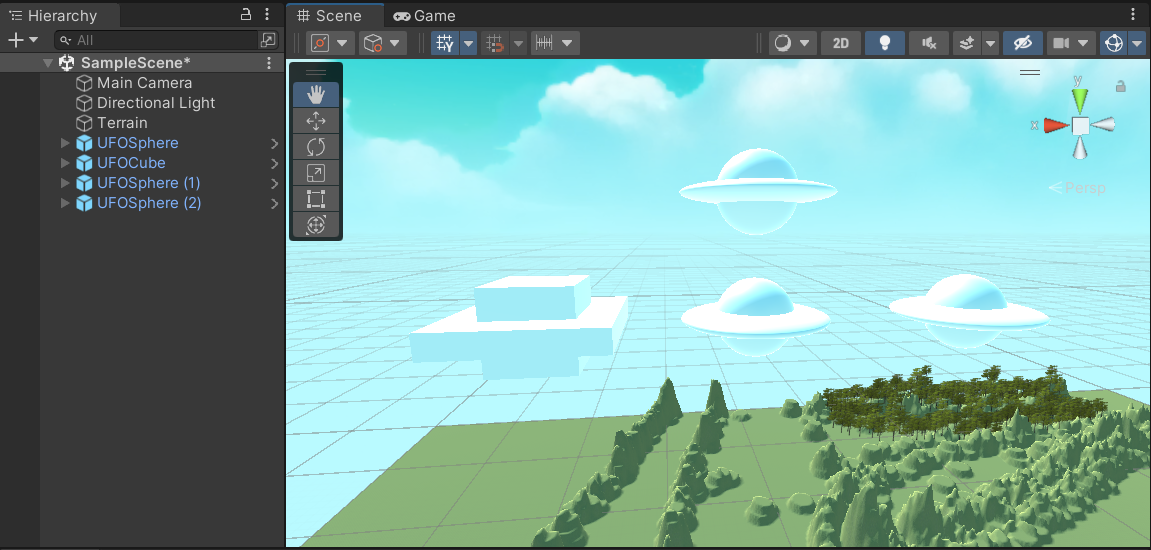 Hierarchy
All
SampleScene*
Main Camera
Directional Light
Terrain
UFOSphere
UFOCube
UFOSphere (1)
UFOSphere (2)
Scene
Game
Y
2D
y
x
Persp